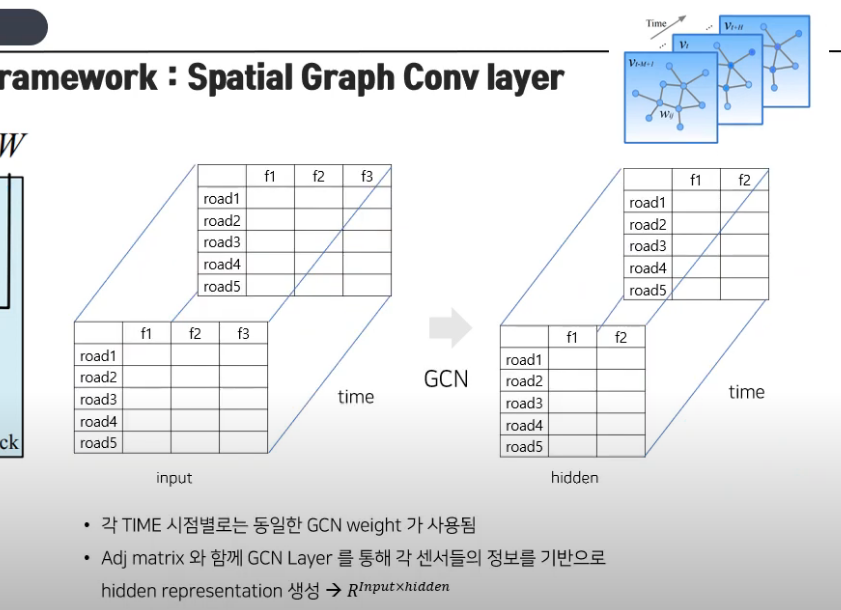 Time
v_{t-M+1}
v_t
v_{t+H}
w_{ij}
ramework : Spatial Graph Conv layer
W
ck
f1 f2 f3
road1
road2
road3
road4
road5
f1 f2 f3
road1
road2
road3
road4
road5
time
input
GCN
f1 f2
road1
road2
road3
road4
road5
f1 f2
road1
road2
road3
road4
road5
time
hidden
• 각 TIME 시점별로는 동일한 GCN weight 가 사용됨
• Adj matrix 와 함께 GCN Layer 를 통해 각 센서들의 정보를 기반으로
hidden representation 생성 → R^{Input×hidden}